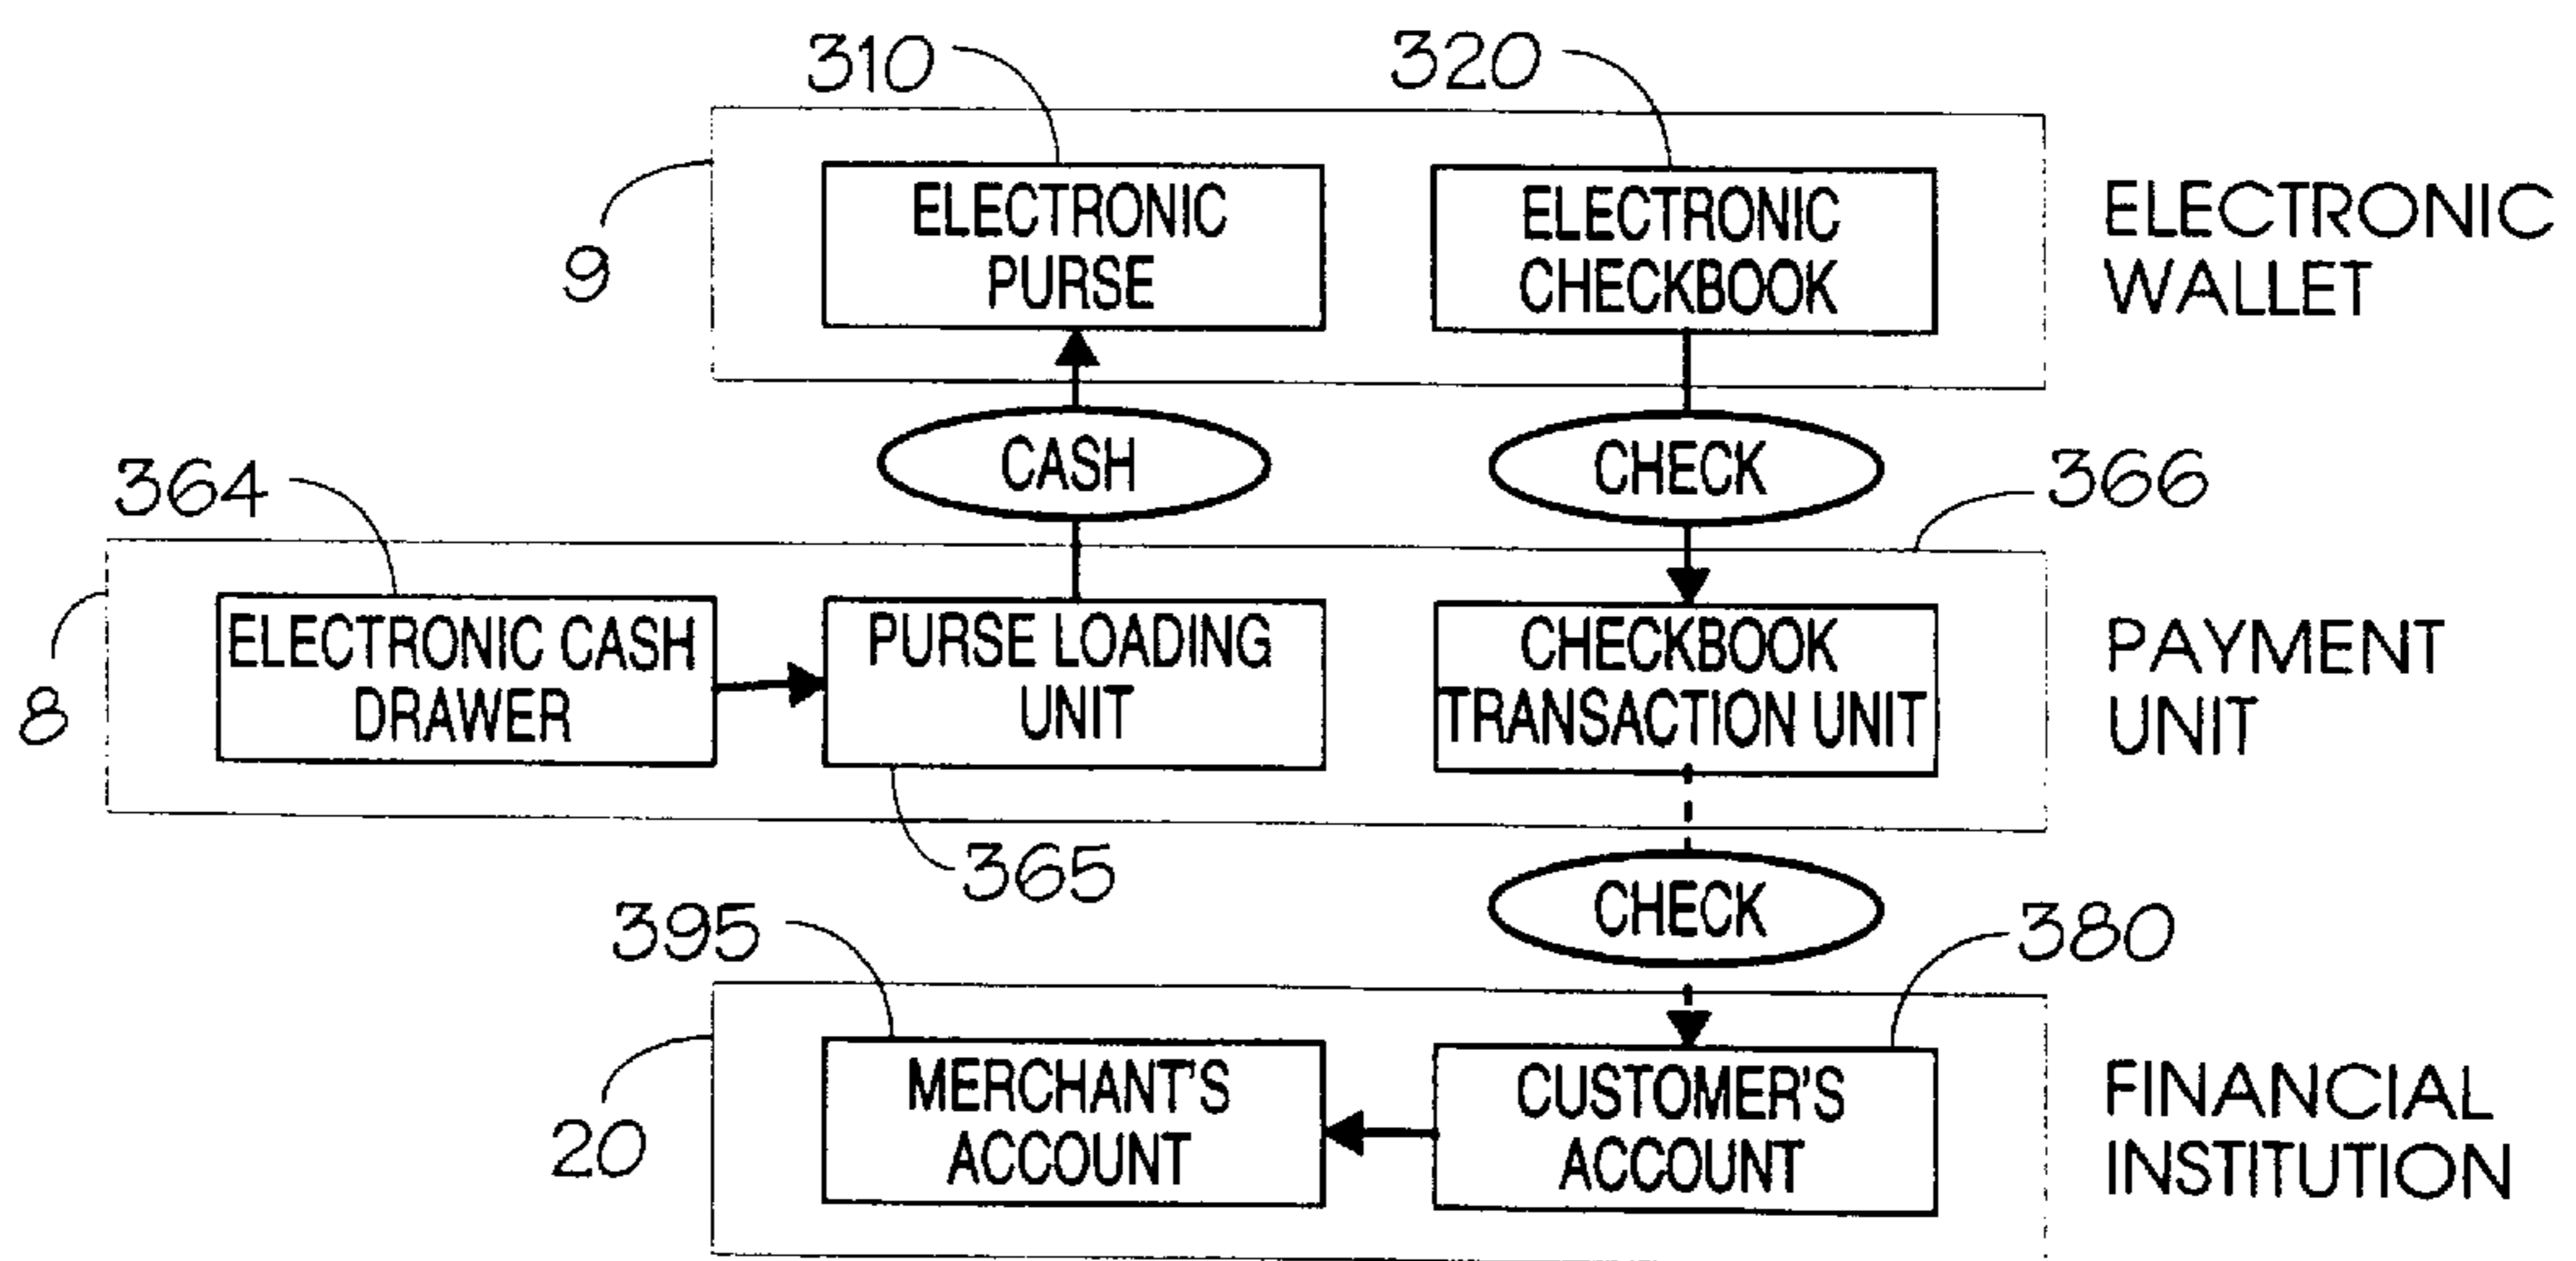 310
320
9
ELECTRONIC
PURSE
ELECTRONIC
CHECKBOOK
ELECTRONIC
WALLET
CASH
CHECK
364
366
8
ELECTRONIC CASH
DRAWER
PURSE LOADING
UNIT
CHECKBOOK
TRANSACTION UNIT
PAYMENT
UNIT
365
CHECK
395
380
20
MERCHANT'S
ACCOUNT
CUSTOMER'S
ACCOUNT
FINANCIAL
INSTITUTION